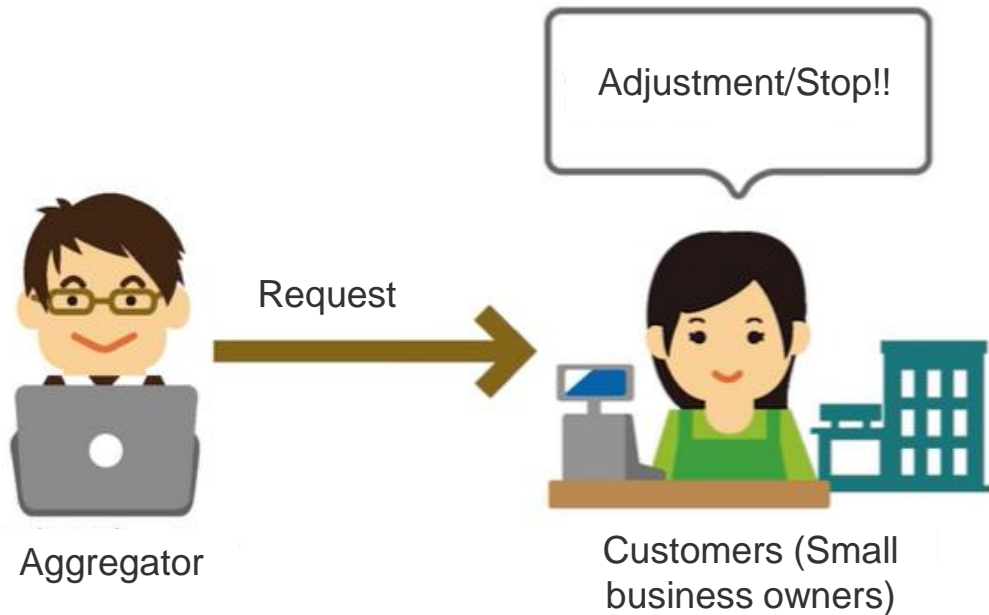 Adjustment/Stop!!
Request
Aggregator
Customers (Small
business owners)